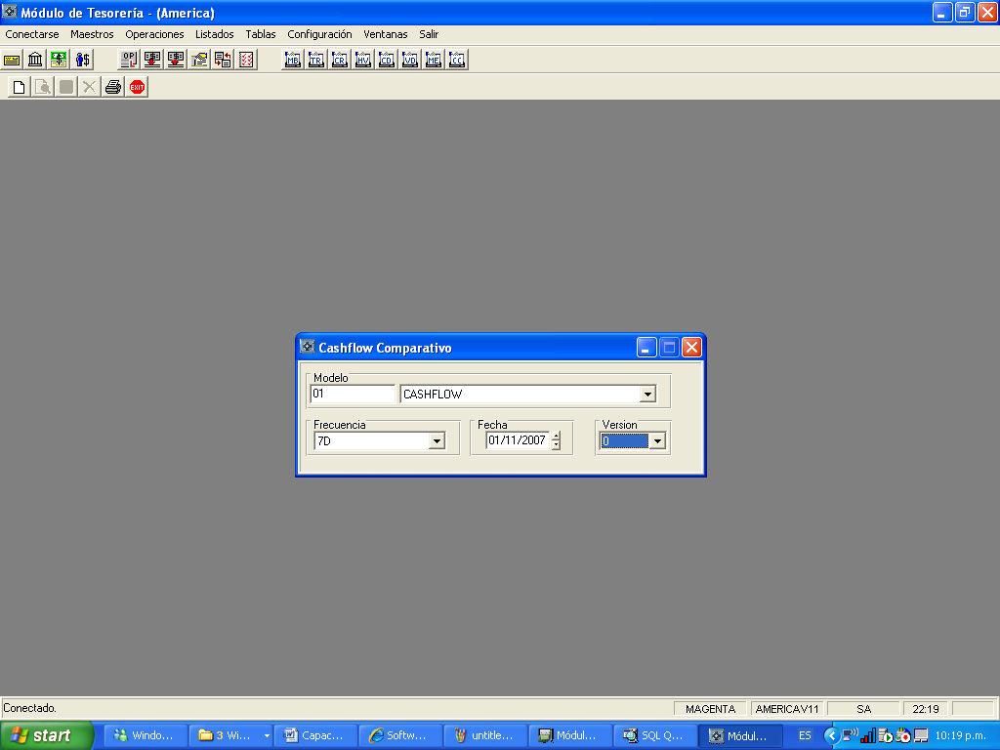 Módulo de Tesorería - (America)
Conectarse Maestros Operaciones Listados Tablas Configuración Ventanas Salir
OP MB TR CR HV CD VD ME CC
EXIT
Cashflow Comparativo
Modelo
01 CASHFLOW
Frecuencia Fecha Version
7D 01/11/2007 0
Conectado. MAGENTA AMERICAV11 SA 22:19
start Windo... 3 Wi... Capac... Softw... untitle... Módul... SQL Q... Módul... ES 10:19 p.m.